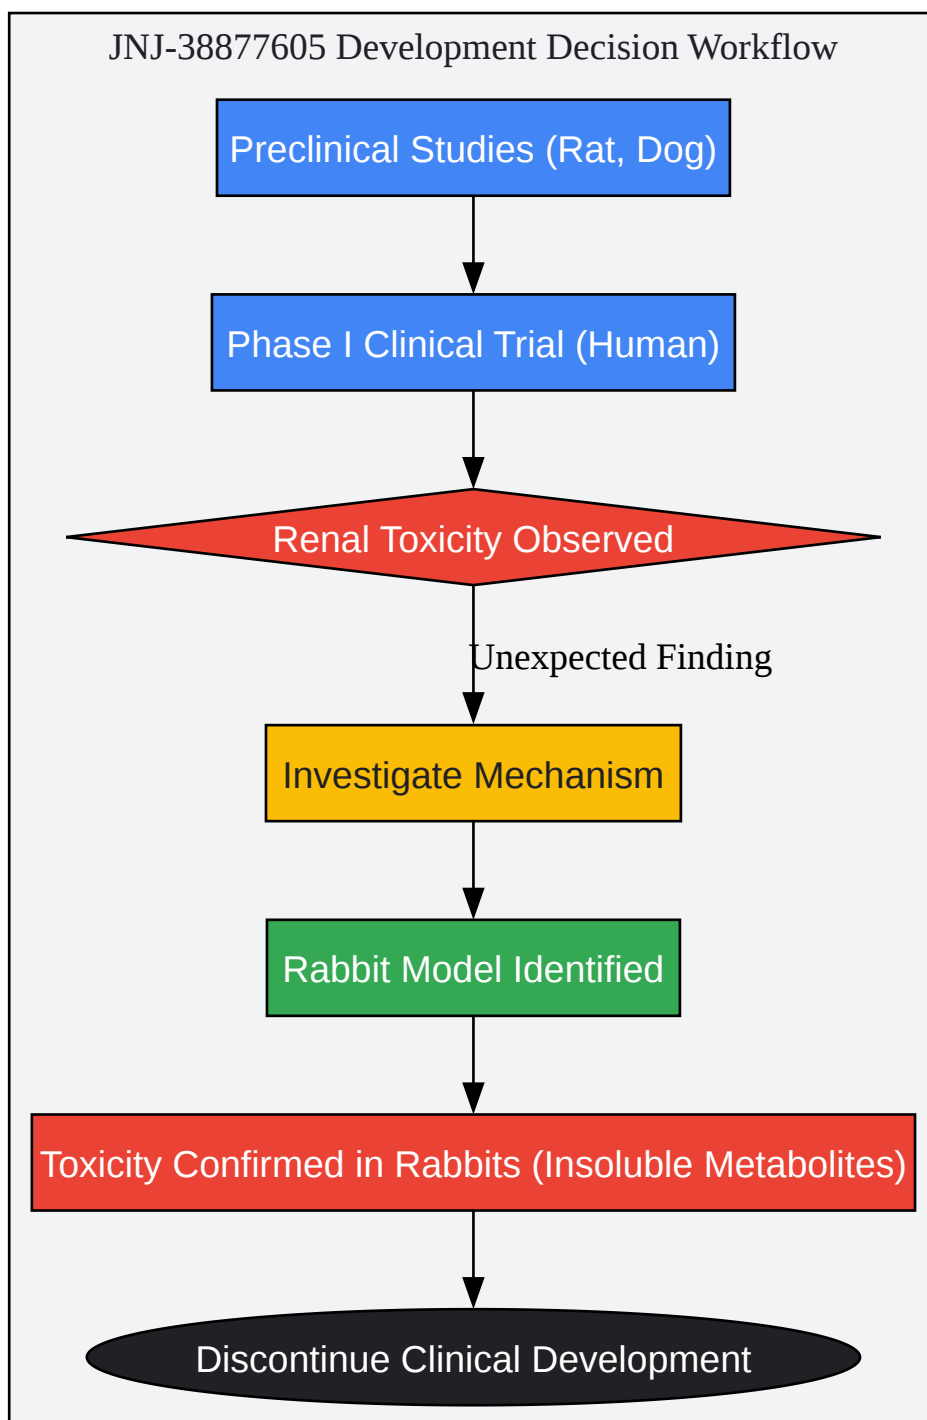 JNJ-38877605 Development Decision Workflow
Preclinical Studies (Rat, Dog)
Phase I Clinical Trial (Human)
Renal Toxicity Observed
Unexpected Finding
Investigate Mechanism
Rabbit Model Identified
Toxicity Confirmed in Rabbits (Insoluble Metabolites)
Discontinue Clinical Development